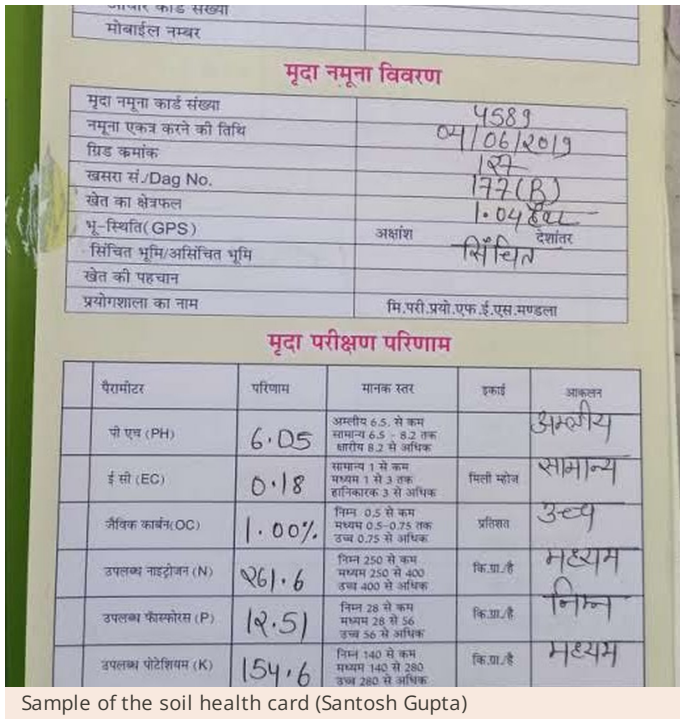 आधार कार्ड संख्या
मोबाईल नम्बर
मृदा नमूना विवरण
मृदा नमूना कार्ड संख्या 4589
नमूना एकत्र करने की तिथि 04/06/2019
ग्रिड कमांक
खसरा सं./Dag No. 177(B)
खेत का क्षेत्रफल 1.04
भू-स्थिति(GPS) अक्षांश देशांतर
सिंचित भूमि/असिंचित भूमि सिंचित
खेत की पहचान
प्रयोगशाला का नाम मि.परी.प्रयो.एफ.ई.एस.मण्डला
मृदा परीक्षण परिणाम
पैरामीटर परिणाम मानक स्तर इकाई आकलन
पी एच (PH) 6.05 अम्लीय 6.5. से कम अम्लीय
सामान्य 6.5 - 8.2 तक
क्षारीय 8.2 से अधिक
ई सी (EC) 0.18 सामान्य 1 से कम मिली म्होज सामान्य
मध्यम 1 से 3 तक
हानिकारक 3 से अधिक
जैविक कार्बन(OC) 1.00% निम्न 0.5 से कम प्रतिशत उच्च
मध्यम 0.5-0.75 तक
उच्च 0.75 से अधिक
उपलब्ध नाइट्रोजन (N) 261.6 निम्न 250 से कम कि.ग्रा./है मध्यम
मध्यम 250 से 400
उच्च 400 से अधिक
उपलब्ध फॅास्फोरस (P) 12.51 निम्न 28 से कम कि.ग्रा./है निम्न
मध्यम 28 से 56
उच्च 56 से अधिक
उपलब्ध पोटेशियम (K) 154.6 निम्न 140 से कम कि.ग्रा./है मध्यम
मध्यम 140 से 280
उच्च 280 से अधिक
Sample of the soil health card (Santosh Gupta)